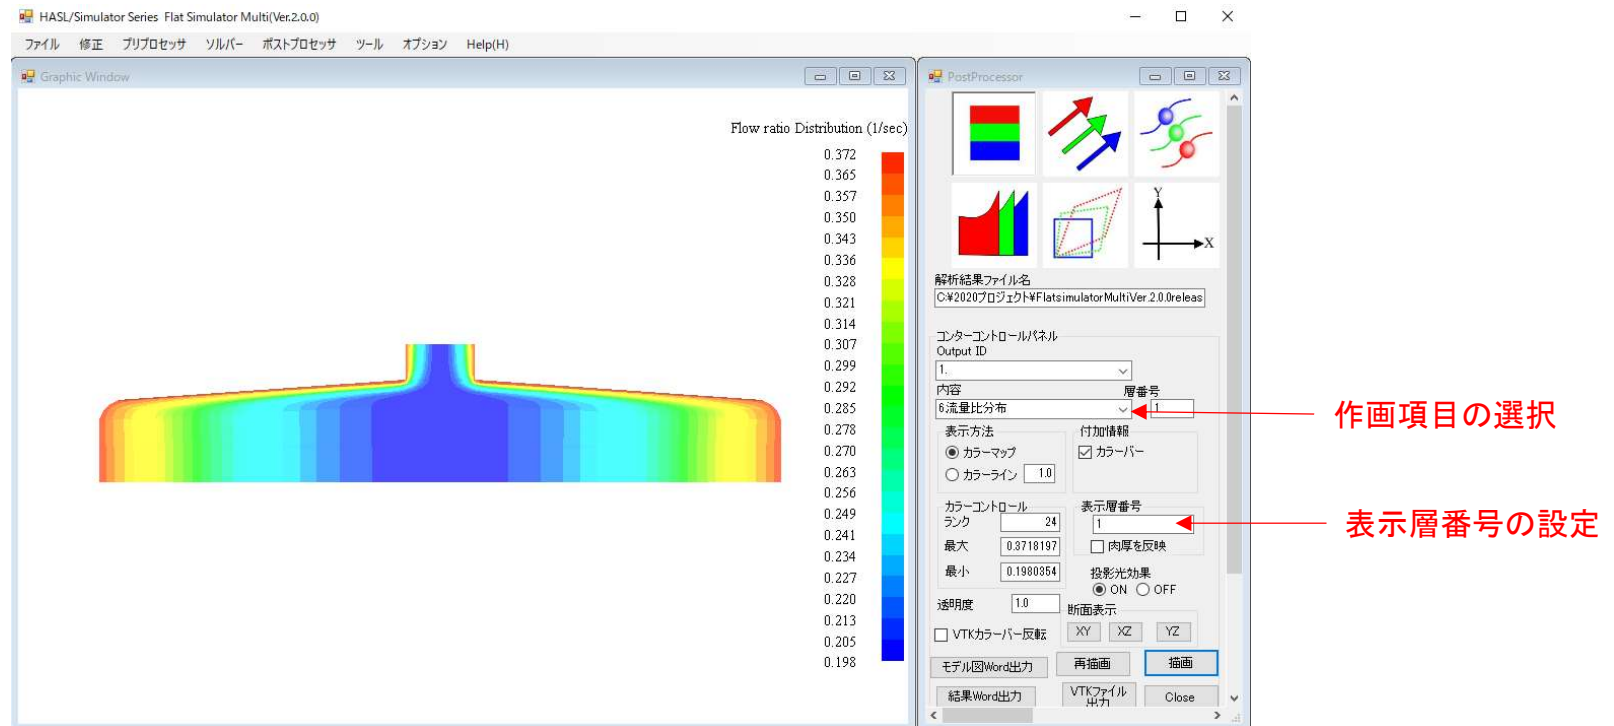 HASL/Simulator Series Flat Simulator Multi(Ver.2.0.0)
ファイル 修正 プリプロセッサ ソルバー ポストプロセッサ ツール オプション Help(H)
Graphic Window
Flow ratio Distribution (1/sec)
0.372
0.365
0.357
0.350
0.343
0.336
0.328
0.321
0.314
0.307
0.299
0.292
0.285
0.278
0.270
0.263
0.256
0.249
0.241
0.234
0.227
0.220
0.213
0.205
0.198
PostProcessor
Y
X
解析結果ファイル名
C:¥2020プロジェクト¥FlatsimulatorMultiVer.2.0.0releas
コンターコントロールパネル
Output ID
1.
内容 層番号
6.流量比分布 1
表示方法 付加情報
カラーマップ カラーバー
カラーライン 1.0
カラーコントロール 表示層番号
ランク 24 1
最大 0.3718197 肉厚を反映
最小 0.1980354 投影光効果
ON OFF
透明度 1.0 断面表示
VTKカラーバー反転 XY XZ YZ
モデル図Word出力 再描画 描画
結果Word出力 VTKファイル出力 Close
作画項目の選択
表示層番号の設定